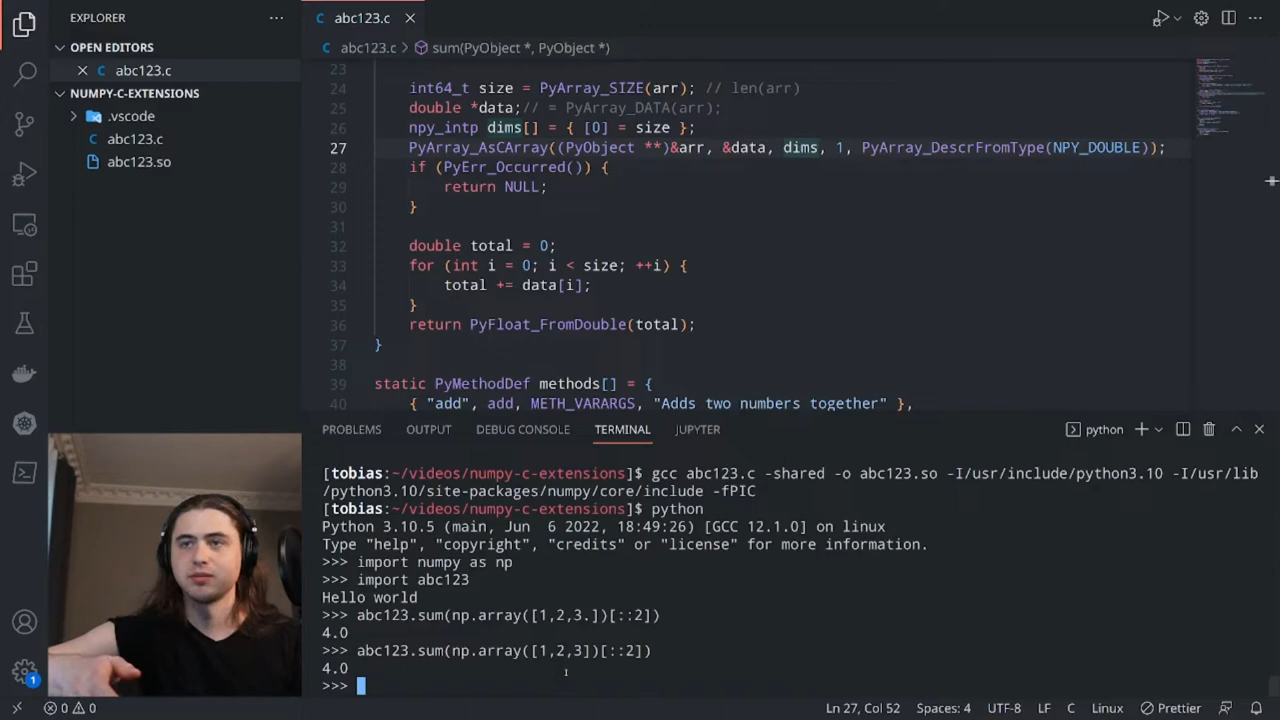 EXPLORER
OPEN EDITORS
abc123.c
NUMPY-C-EXTENSIONS
.vscode
abc123.c
abc123.so
abc123.c
abc123.c > sum(PyObject *, PyObject *)
23
24 int64_t size = PyArray_SIZE(arr); // len(arr)
25 double *data;// = PyArray_DATA(arr);
26 npy_intp dims[] = { [0] = size };
27 PyArray_AsCArray((PyObject **)&arr, &data, dims, 1, PyArray_DescrFromType(NPY_DOUBLE));
28 if (PyErr_Occurred()) {
29 return NULL;
30 }
31
32 double total = 0;
33 for (int i = 0; i < size; ++i) {
34 total += data[i];
35 }
36 return PyFloat_FromDouble(total);
37 }
38
39 static PyMethodDef methods[] = {
40 { "add", add, METH_VARARGS, "Adds two numbers together" },
PROBLEMS OUTPUT DEBUG CONSOLE TERMINAL JUPYTER python
[tobias:~/videos/numpy-c-extensions]$ gcc abc123.c -shared -o abc123.so -I/usr/include/python3.10 -I/usr/lib
/python3.10/site-packages/numpy/core/include -fPIC
[tobias:~/videos/numpy-c-extensions]$ python
Python 3.10.5 (main, Jun  6 2022, 18:49:26) [GCC 12.1.0] on linux
Type "help", "copyright", "credits" or "license" for more information.
>>> import numpy as np
>>> import abc123
Hello world
>>> abc123.sum(np.array([1,2,3.])[::2])
4.0
>>> abc123.sum(np.array([1,2,3])[::2])
4.0
>>>
1
0 0 Ln 27, Col 52 Spaces: 4 UTF-8 LF C Linux Prettier